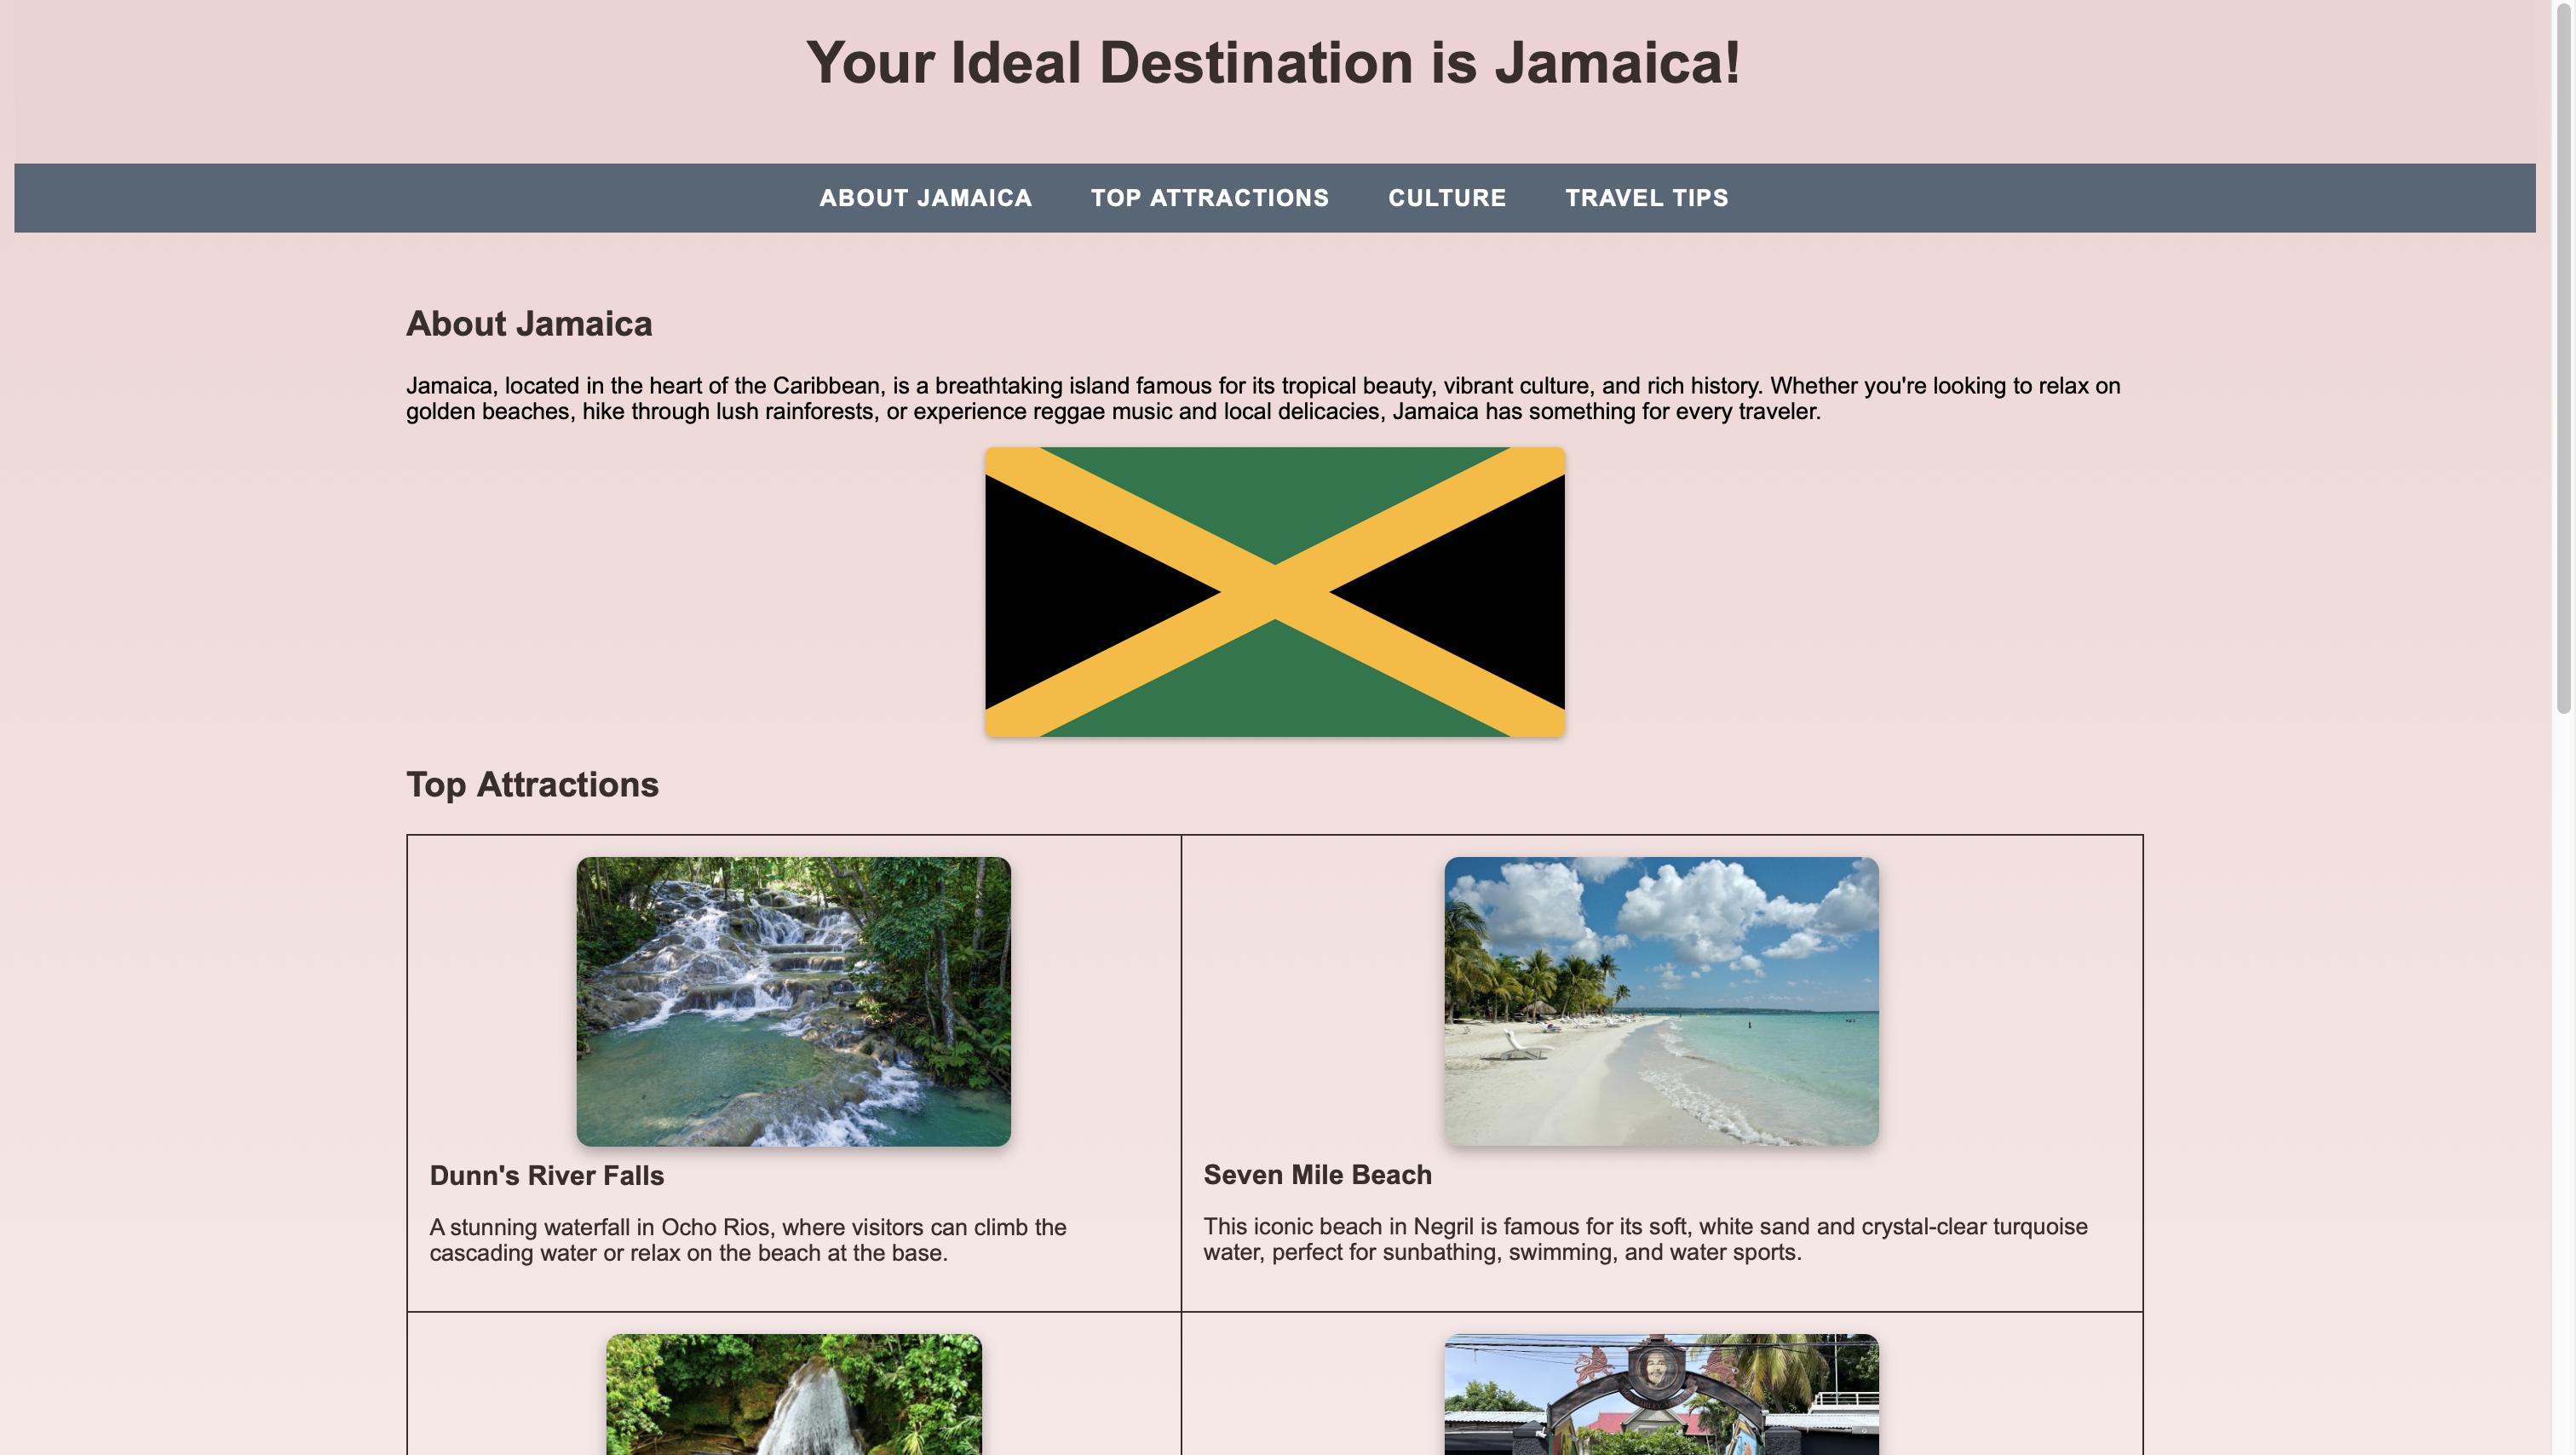 Your Ideal Destination is Jamaica!
ABOUT JAMAICA TOP ATTRACTIONS CULTURE TRAVEL TIPS
About Jamaica
Jamaica, located in the heart of the Caribbean, is a breathtaking island famous for its tropical beauty, vibrant culture, and rich history. Whether you're looking to relax on
golden beaches, hike through lush rainforests, or experience reggae music and local delicacies, Jamaica has something for every traveler.
Top Attractions
Dunn's River Falls
A stunning waterfall in Ocho Rios, where visitors can climb the
cascading water or relax on the beach at the base.
Seven Mile Beach
This iconic beach in Negril is famous for its soft, white sand and crystal-clear turquoise
water, perfect for sunbathing, swimming, and water sports.